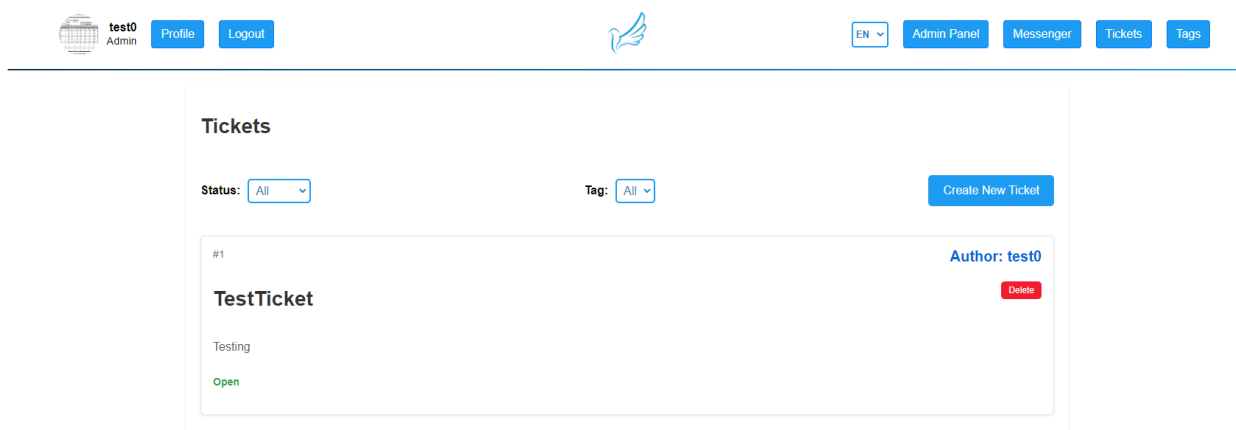 test0
Admin
Profile
Logout
EN
Admin Panel
Messenger
Tickets
Tags
Tickets
Status: All
Tag: All
Create New Ticket
#1
Author: test0
TestTicket
Delete
Testing
Open